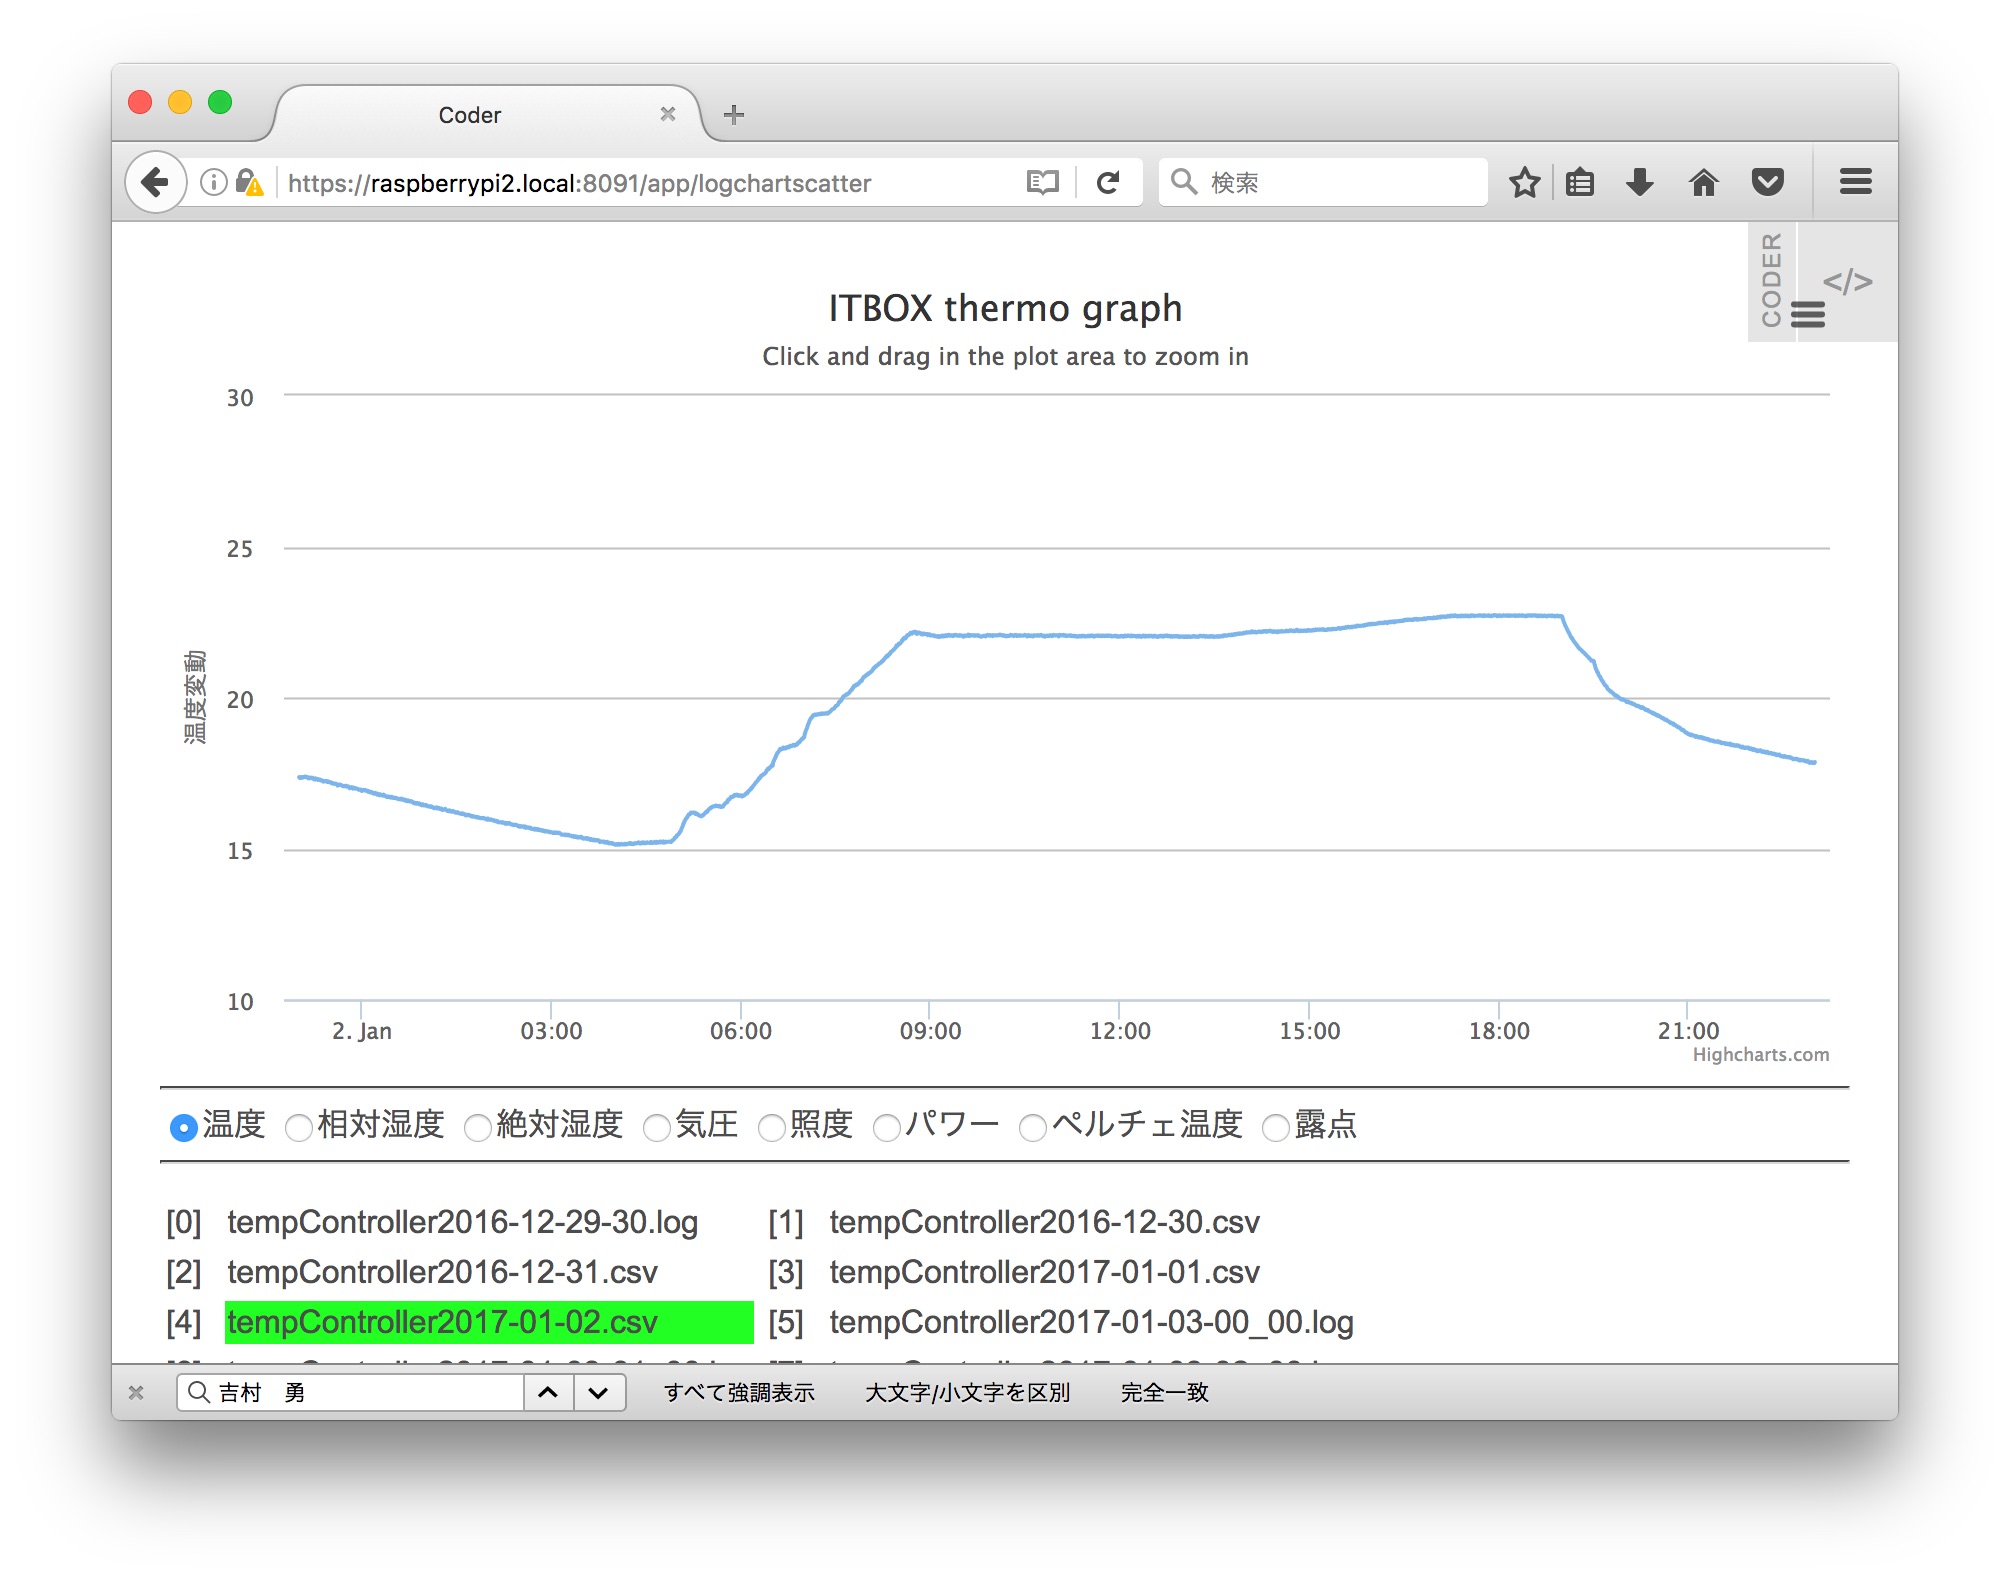 Coder
https://raspberrypi2.local:8091/app/logchartscatter
検索
CODER
</>
ITBOX thermo graph
Click and drag in the plot area to zoom in
30
25
20
15
10
温度変動
2. Jan 03:00 06:00 09:00 12:00 15:00 18:00 21:00
Highcharts.com
温度 相対湿度 絶対湿度 気圧 照度 パワー ペルチェ温度 露点
[0] tempController2016-12-29-30.log [1] tempController2016-12-30.csv
[2] tempController2016-12-31.csv [3] tempController2017-01-01.csv
[4] tempController2017-01-02.csv [5] tempController2017-01-03-00_00.log
吉村　勇 すべて強調表示 大文字/小文字を区別 完全一致